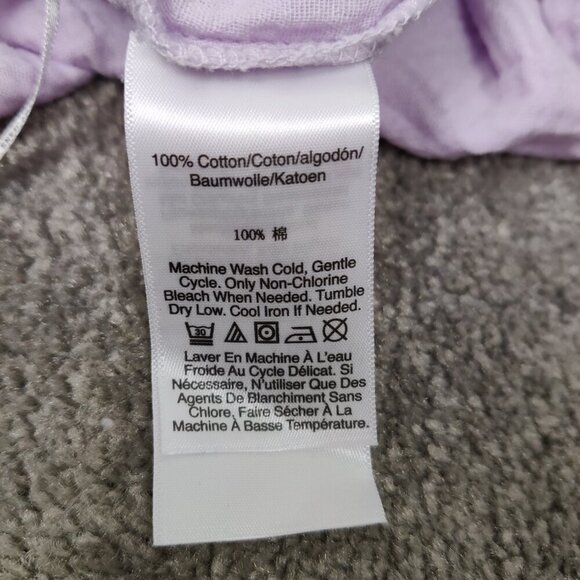 100% Cotton/Coton/algodón/
Baumwolle/Katoen
100% 棉
Machine Wash Cold, Gentle
Cycle. Only Non-Chlorine
Bleach When Needed. Tumble
Dry Low. Cool Iron If Needed.
30
Laver En Machine À L'eau
Froide Au Cycle Délicat. Si
Nécessaire, N'utiliser Que Des
Agents De Blanchiment Sans
Chlore. Faire Sécher À La
Machine À Basse Température.